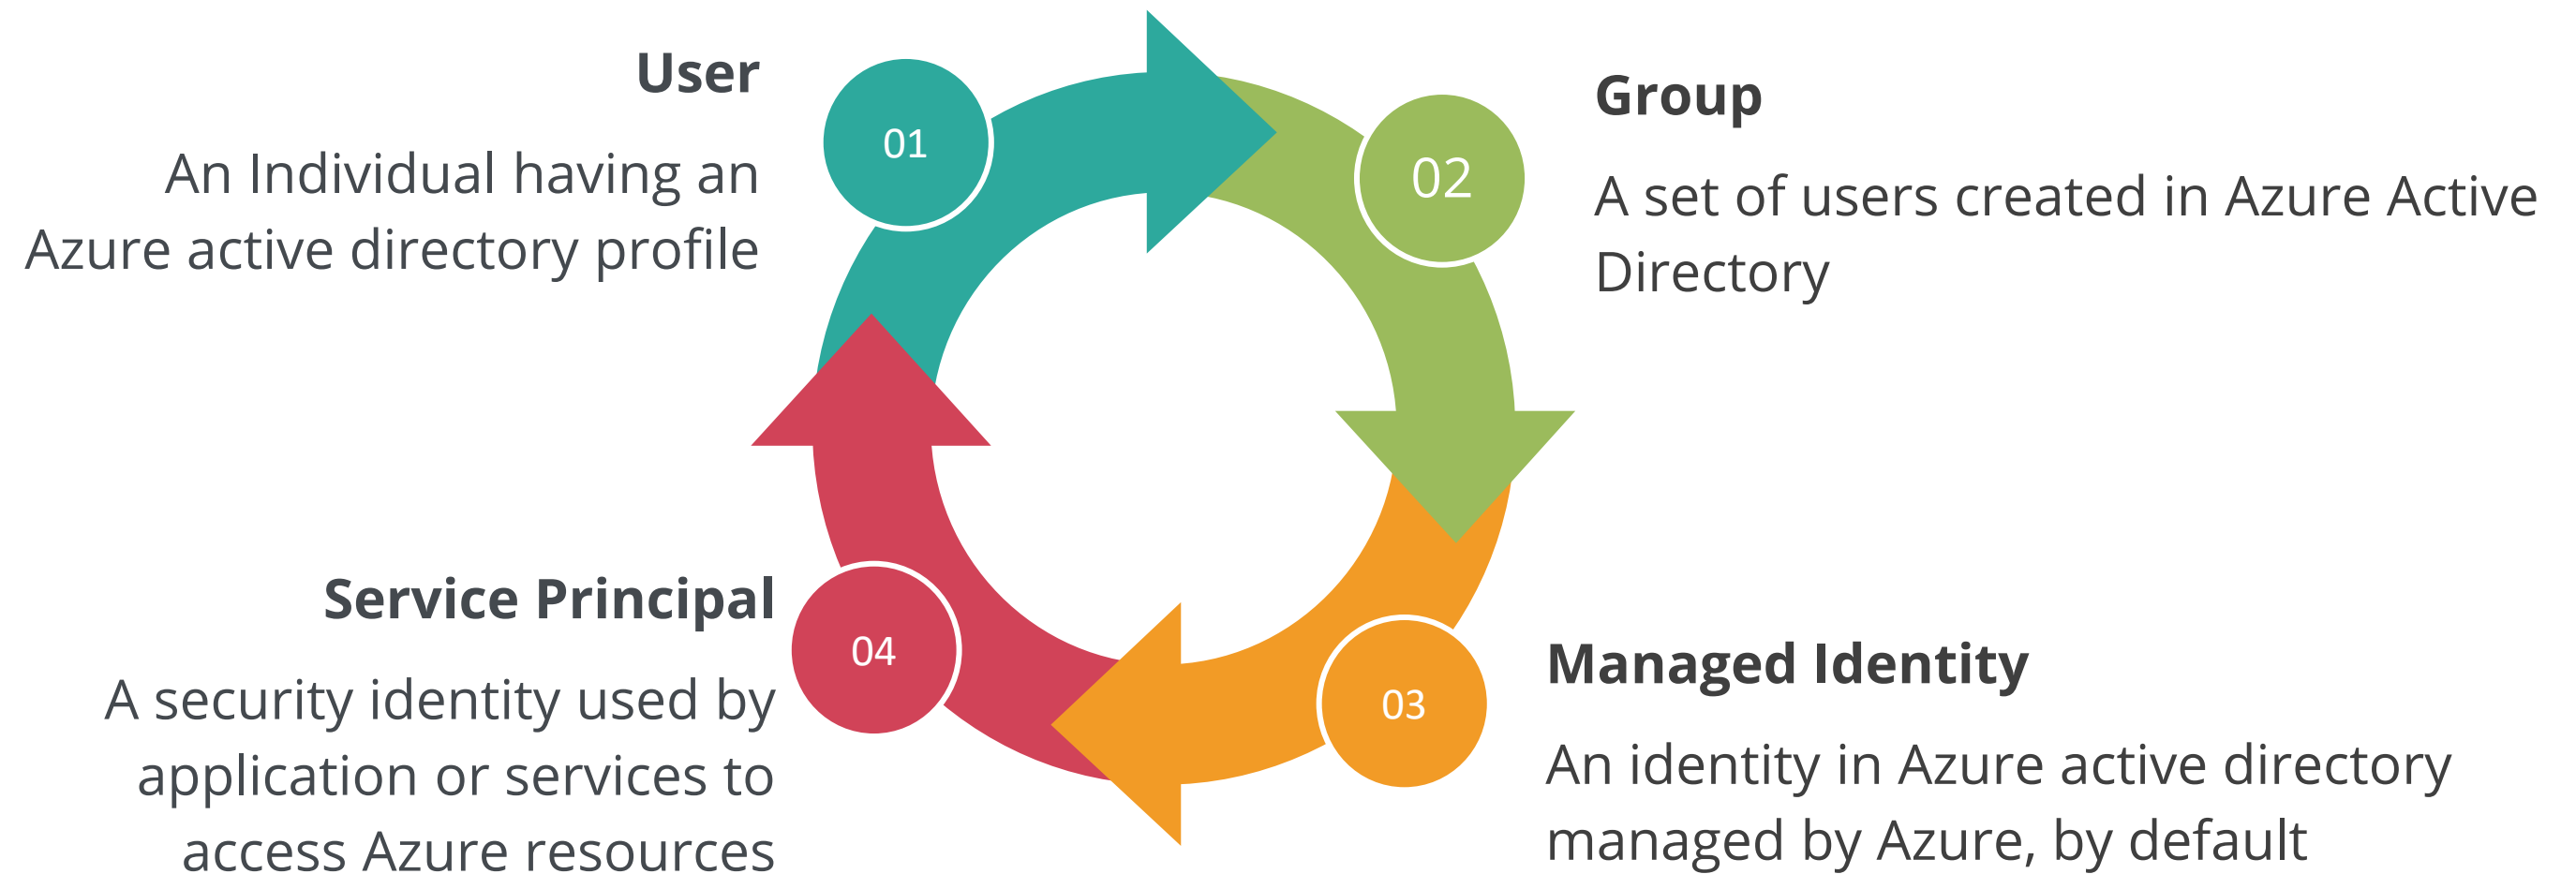 User
An Individual having an
Azure active directory profile
01
02
Group
A set of users created in Azure Active
Directory
03
Managed Identity
An identity in Azure active directory
managed by Azure, by default
04
Service Principal
A security identity used by
application or services to
access Azure resources